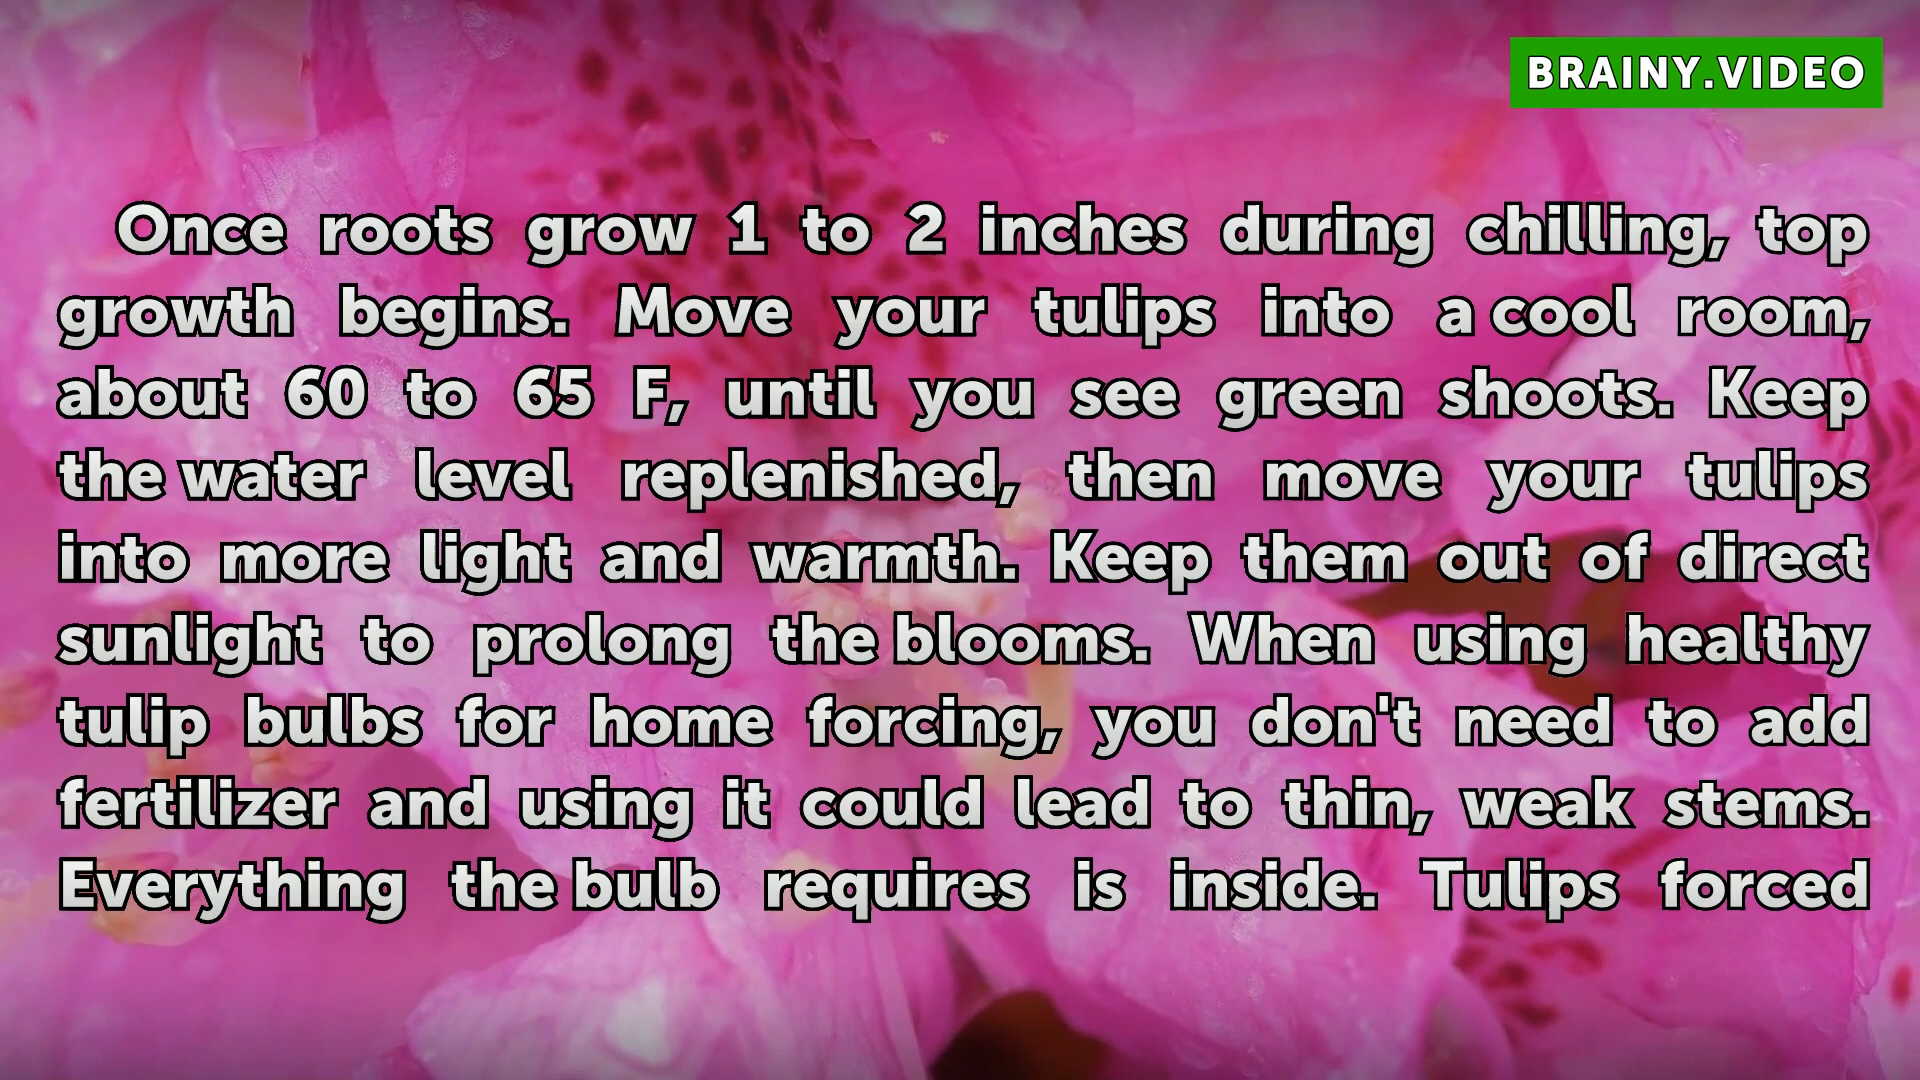 BRAINY.VIDEO
Once roots grow 1 to 2 inches during chilling, top
growth begins. Move your tulips into a cool room,
about 60 to 65 F, until you see green shoots. Keep
the water level replenished, then move your tulips
into more light and warmth. Keep them out of direct
sunlight to prolong the blooms. When using healthy
tulip bulbs for home forcing, you don't need to add
fertilizer and using it could lead to thin, weak stems.
Everything the bulb requires is inside. Tulips forced